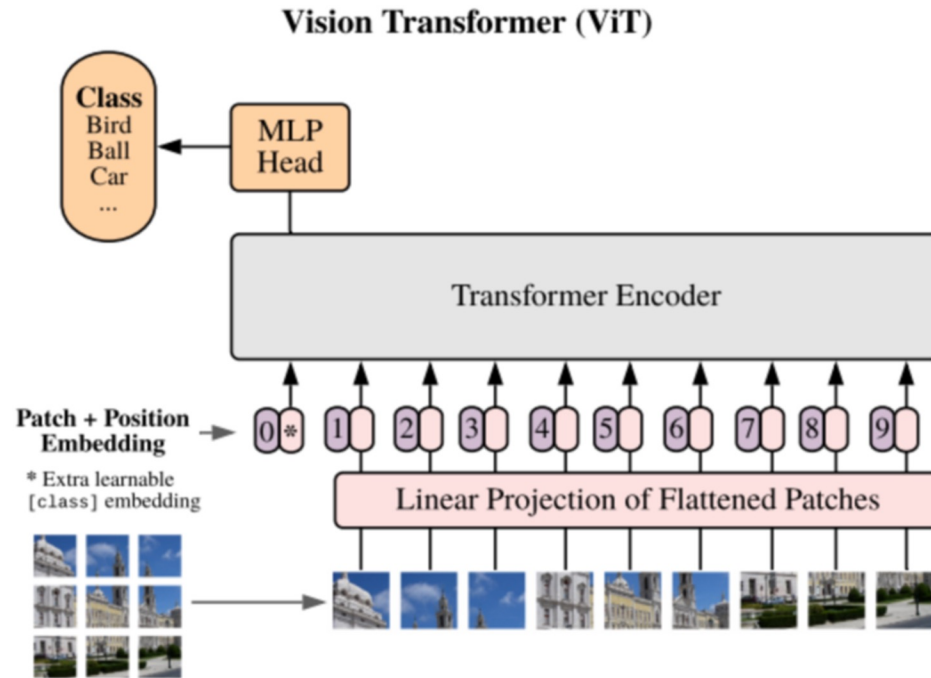 Vision Transformer (ViT)
Class
Bird
Ball
Car
...
MLP
Head
Transformer Encoder
Patch + Position
Embedding
0 * 1 2 3 4 5 6 7 8 9
* Extra learnable
[class] embedding
Linear Projection of Flattened Patches